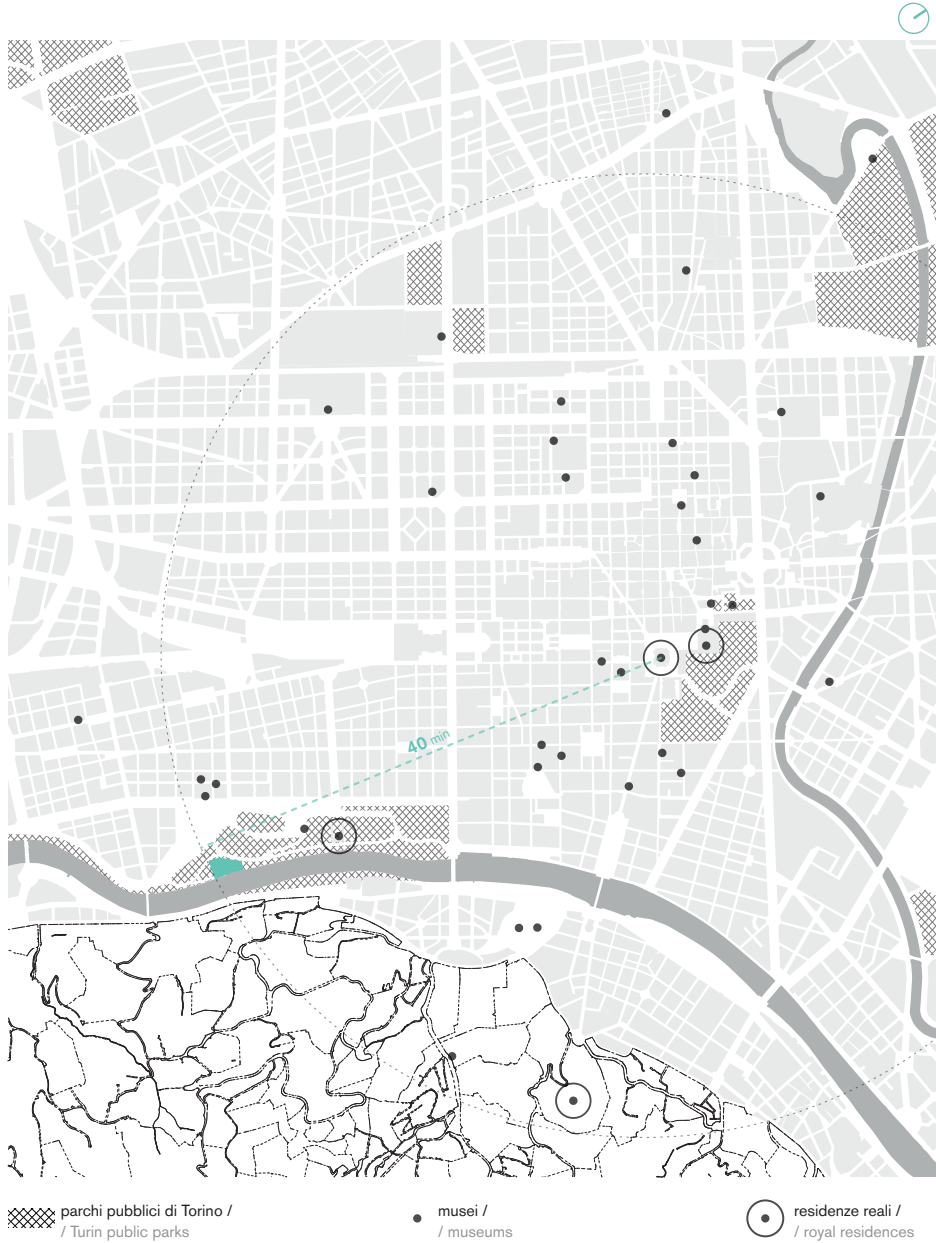 40 min
parchi pubblici di Torino /
/ Turin public parks
musei /
/ museums
residenze reali /
/ royal residences